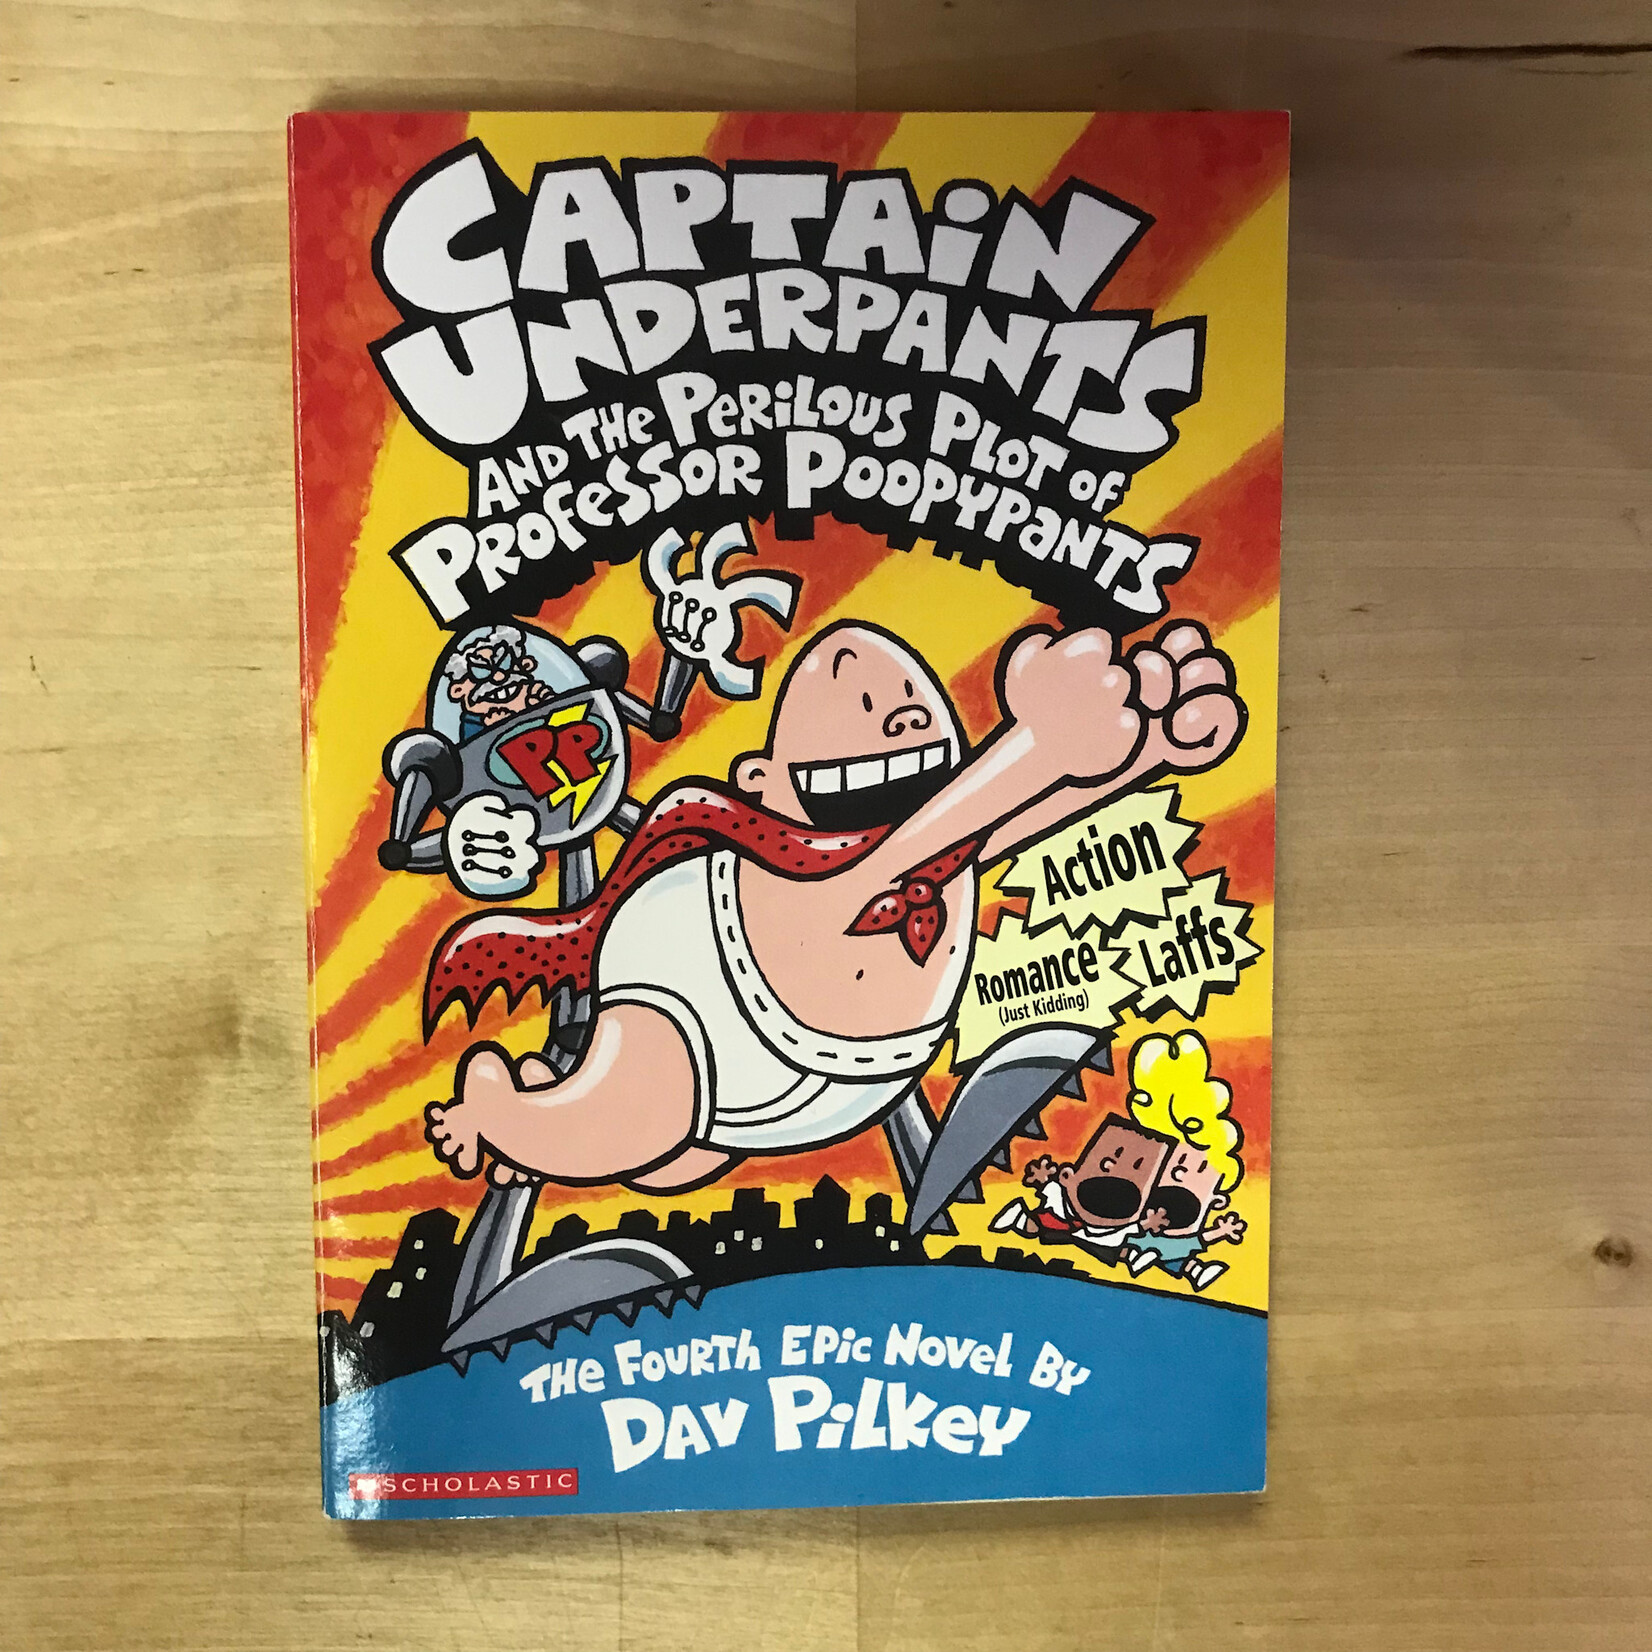 CAPTAiN
UNDERPANTS
AND THE PERiLOUS PLOT OF
PROFESSOR POOPYPANTS
PP
Action
Romance
(Just Kidding)
Laffs
THE FOURTH EPiC NOVEL BY
DAV PiLKEY
SCHOLASTIC